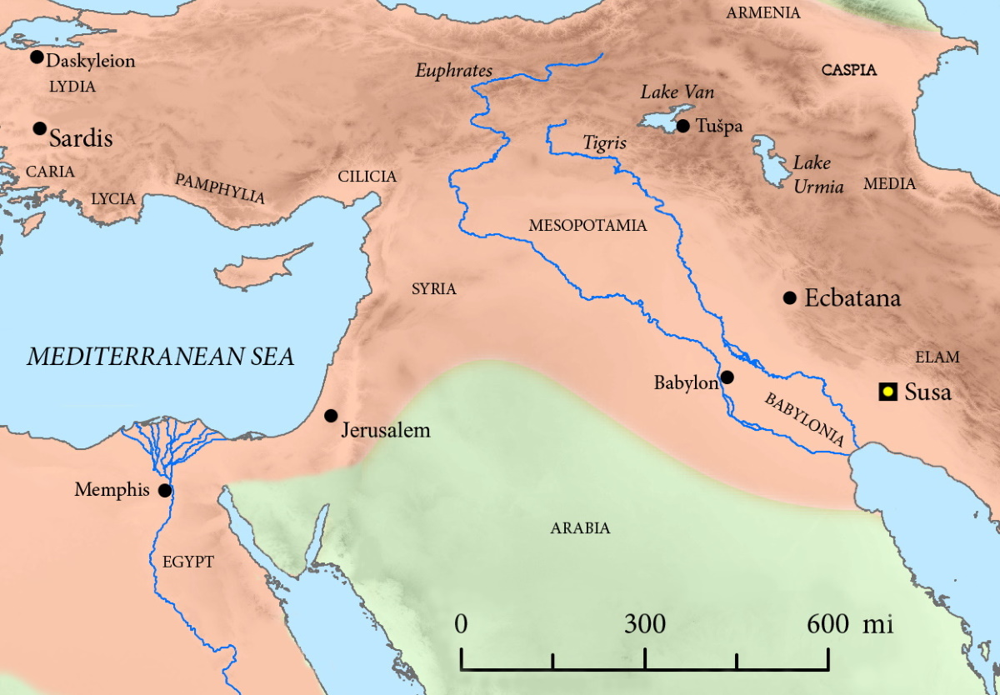 ARMENIA
Daskyleion
LYDIA
Euphrates
CASPIA
Lake Van
Tušpa
Sardis
Tigris
Lake
Urmia
CARIA
LYCIA
PAMPHYLIA
CILICIA
MEDIA
MESOPOTAMIA
SYRIA
Ecbatana
MEDITERRANEAN SEA
ELAM
Babylon
Susa
BABYLONIA
Jerusalem
Memphis
ARABIA
EGYPT
0 300 600 mi